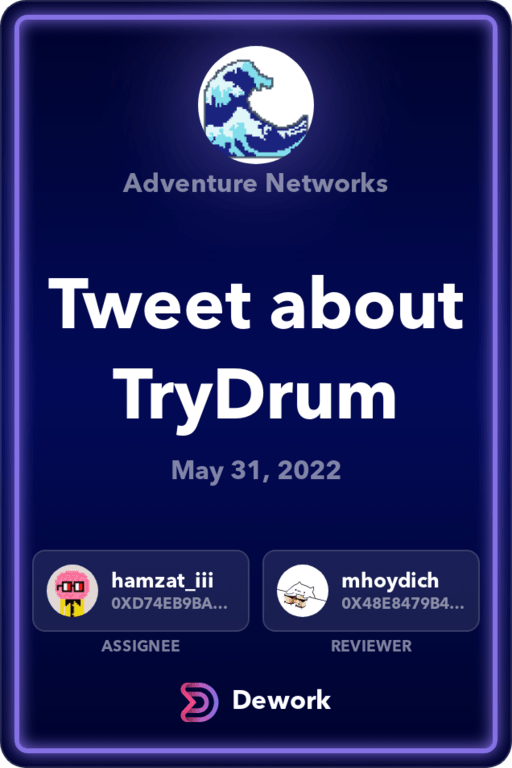 Adventure Networks
Tweet about
TryDrum
May 31, 2022
hamzat_iii
0XD74EB9BA...
ASSIGNEE
mhoydich
0X48E8479B4...
REVIEWER
Dework